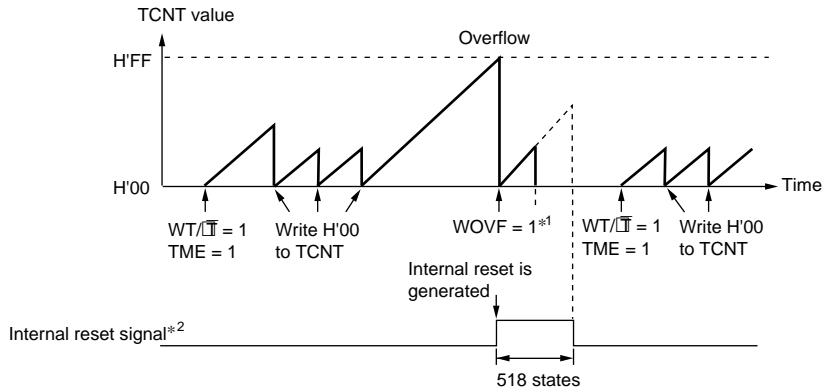 TCNT value
Overflow
H'FF
H'00
Time
WT/IT = 1
TME = 1
Write H'00
to TCNT
WOVF = 1*1
WT/IT = 1
TME = 1
Write H'00
to TCNT
Internal reset is
generated
Internal reset signal*2
518 states